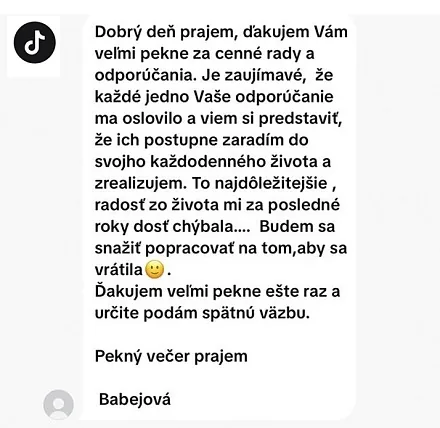 Dobrý deň prajem, ďakujem Vám
veľmi pekne za cenné rady a
odporúčania. Je zaujímavé,  že
každé jedno Vaše odporúčanie
ma oslovilo a viem si predstaviť,
že ich postupne zaradím do
svojho každodenného života a
zrealizujem. To najdôležitejšie ,
radosť zo života mi za posledné
roky dosť chýbala....  Budem sa
snažiť popracovať na tom,aby sa
vrátila🙂.
Ďakujem veľmi pekne ešte raz a
určite podám spätnú väzbu.
Pekný večer prajem
Babejová